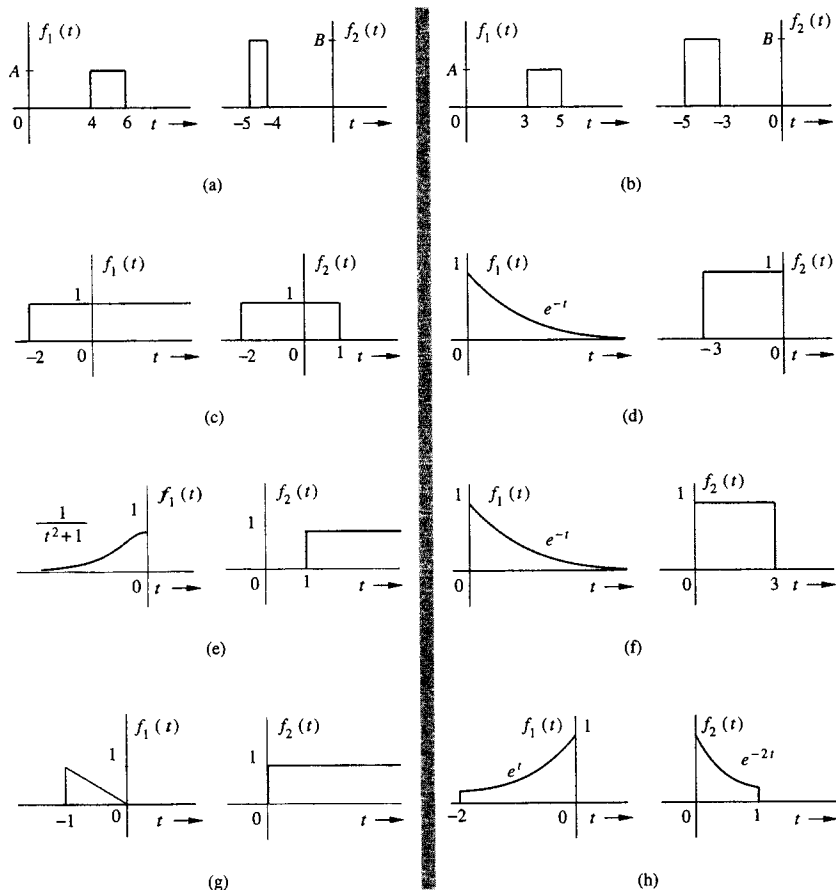 f₁(t) f₂(t)
A B
0 4 6 t → −5 −4 0 t →
(a)
f₁(t) f₂(t)
A B
0 3 5 t → −5 −3 0 t →
(b)
f₁(t) f₂(t)
1 1
−2 0 t → −2 0 1 t →
(c)
1 f₁(t) 1 f₂(t)
e⁻ᵗ
0 t → −3 0 t →
(d)
f₁(t) f₂(t)
1/(t²+1) 1 1
0 t → 0 1 t →
(e)
1 f₁(t) 1 f₂(t)
e⁻ᵗ
0 t → 0 3 t →
(f)
f₁(t) f₂(t)
1 1
−1 0 t → 0 t →
(g)
f₁(t) 1 f₂(t)
eᵗ e⁻²ᵗ
−2 0 t → 0 1 t →
(h)